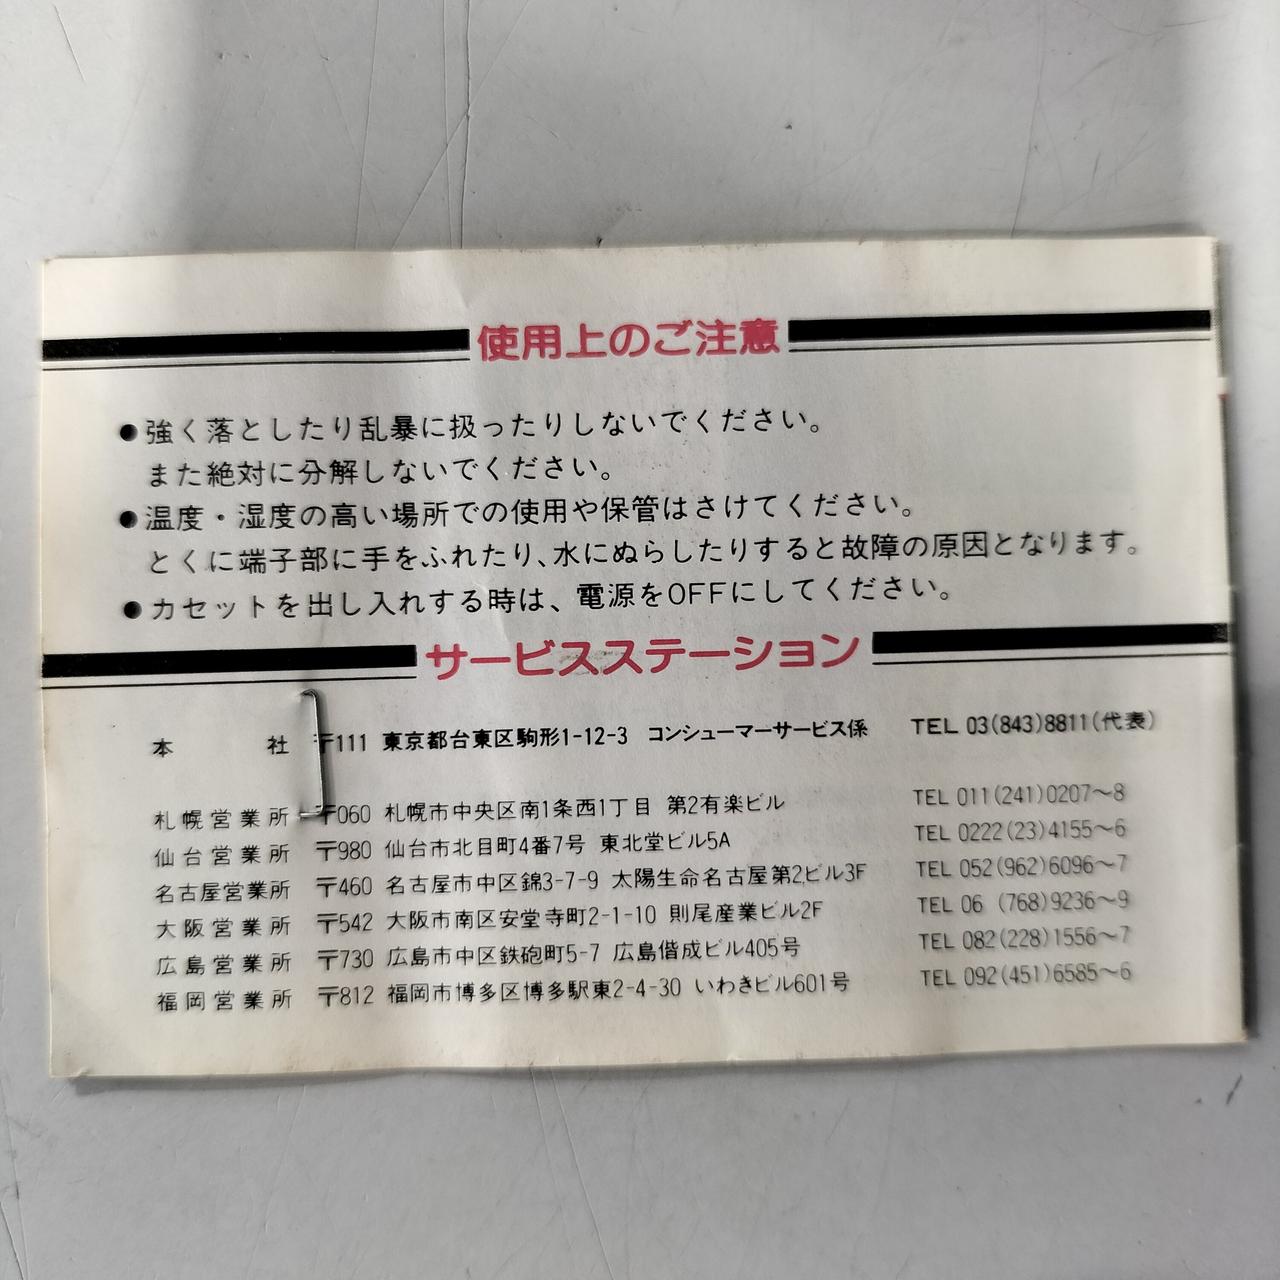 使用上のご注意
●強く落としたり乱暴に扱ったりしないでください。
また絶対に分解しないでください。
●温度・湿度の高い場所での使用や保管はさけてください。
とくに端子部に手をふれたり、水にぬらしたりすると故障の原因となります。
●カセットを出し入れする時は、電源をOFFにしてください。
サービスステーション
本社 〒111 東京都台東区駒形1-12-3 コンシューマーサービス係 TEL 03(843)8811(代表)
札幌営業所 〒060 札幌市中央区南1条西1丁目 第2有楽ビル TEL 011(241)0207〜8
仙台営業所 〒980 仙台市北目町4番7号 東北堂ビル5A TEL 0222(23)4155〜6
名古屋営業所 〒460 名古屋市中区錦3-7-9 太陽生命名古屋第2ビル3F TEL 052(962)6096〜7
大阪営業所 〒542 大阪市南区安堂寺町2-1-10 則尾産業ビル2F TEL 06 (768)9236〜9
広島営業所 〒730 広島市中区鉄砲町5-7 広島偕成ビル405号 TEL 082(228)1556〜7
福岡営業所 〒812 福岡市博多区博多駅東2-4-30 いわきビル601号 TEL 092(451)6585〜6